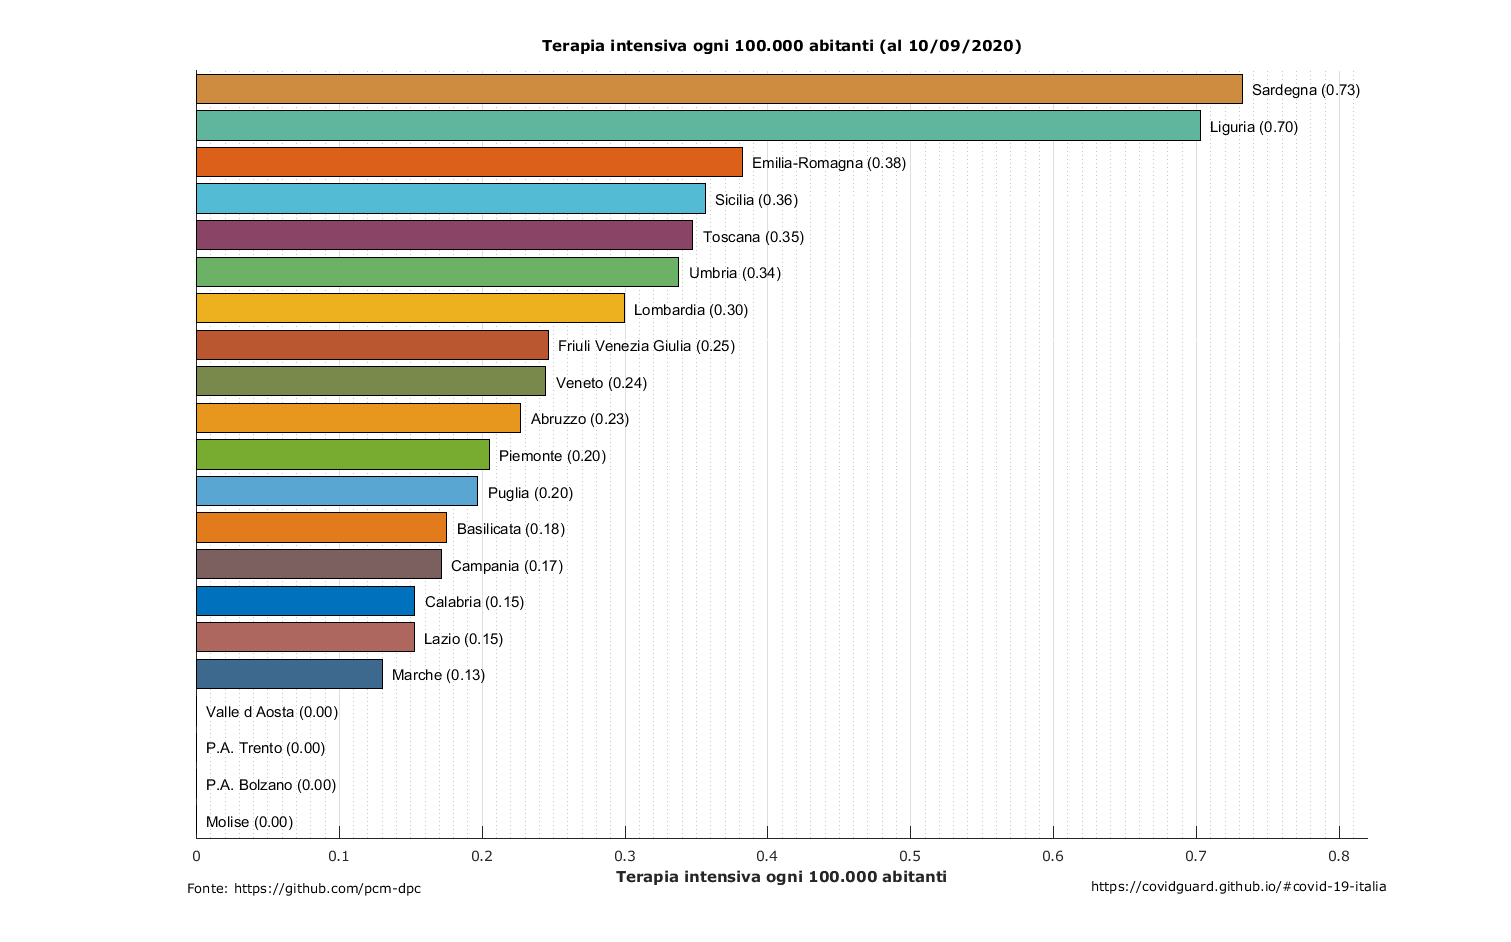 Terapia intensiva ogni 100.000 abitanti (al 10/09/2020)
Sardegna (0.73)
Liguria (0.70)
Emilia-Romagna (0.38)
Sicilia (0.36)
Toscana (0.35)
Umbria (0.34)
Lombardia (0.30)
Friuli Venezia Giulia (0.25)
Veneto (0.24)
Abruzzo (0.23)
Piemonte (0.20)
Puglia (0.20)
Basilicata (0.18)
Campania (0.17)
Calabria (0.15)
Lazio (0.15)
Marche (0.13)
Valle d Aosta (0.00)
P.A. Trento (0.00)
P.A. Bolzano (0.00)
Molise (0.00)
0 0.1 0.2 0.3 0.4 0.5 0.6 0.7 0.8
Terapia intensiva ogni 100.000 abitanti
Fonte: https://github.com/pcm-dpc
https://covidguard.github.io/#covid-19-italia